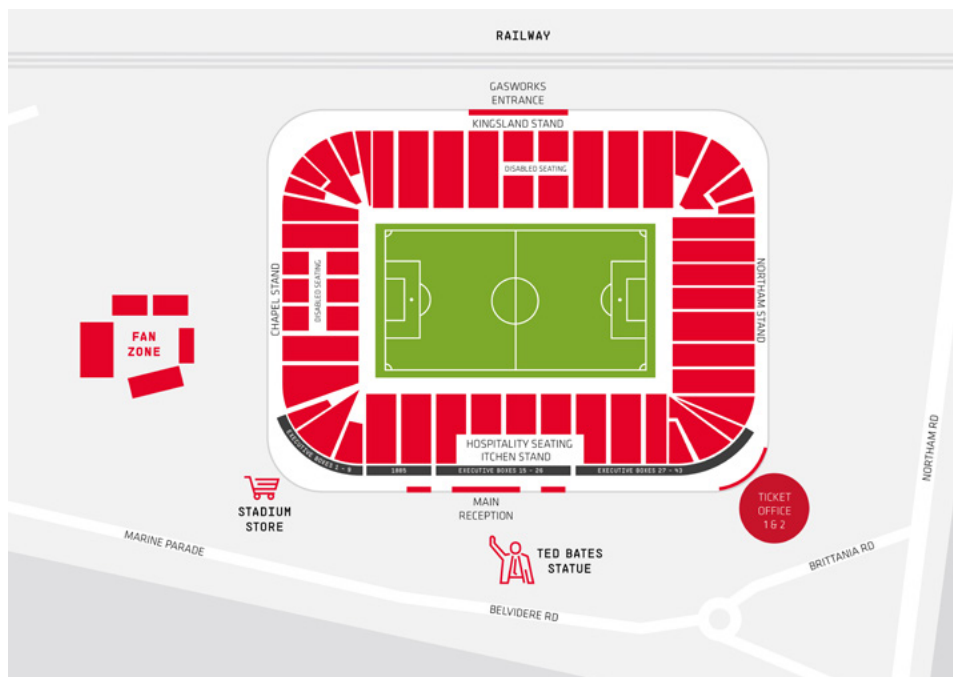 RAILWAY
GASWORKS
ENTRANCE
KINGSLAND STAND
DISABLED SEATING
CHAPEL STAND
DISABLED SEATING
NORTHAM STAND
FAN
ZONE
HOSPITALITY SEATING
ITCHEN STAND
EXECUTIVE BOXES 1 - 9
1885
EXECUTIVE BOXES 15 - 26
EXECUTIVE BOXES 27 - 43
STADIUM
STORE
MAIN
RECEPTION
TICKET
OFFICE
1 & 2
NORTHAM RD
TED BATES
STATUE
MARINE PARADE
BRITTANIA RD
BELVIDERE RD